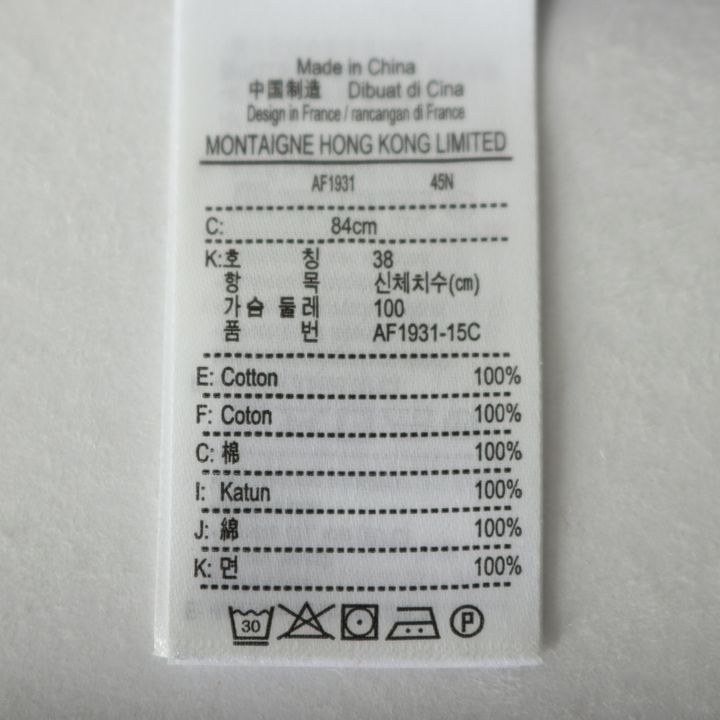 Made in China
中国制造 Dibuat di Cina
Design in France / rancangan di France
MONTAIGNE HONG KONG LIMITED
AF1931 45N
C: 84cm
K:호 칭 38
항 목 신체치수(cm)
가슴 둘레 100
품 번 AF1931-15C
E: Cotton 100%
F: Coton 100%
C: 棉 100%
I: Katun 100%
J: 綿 100%
K: 면 100%
30 P